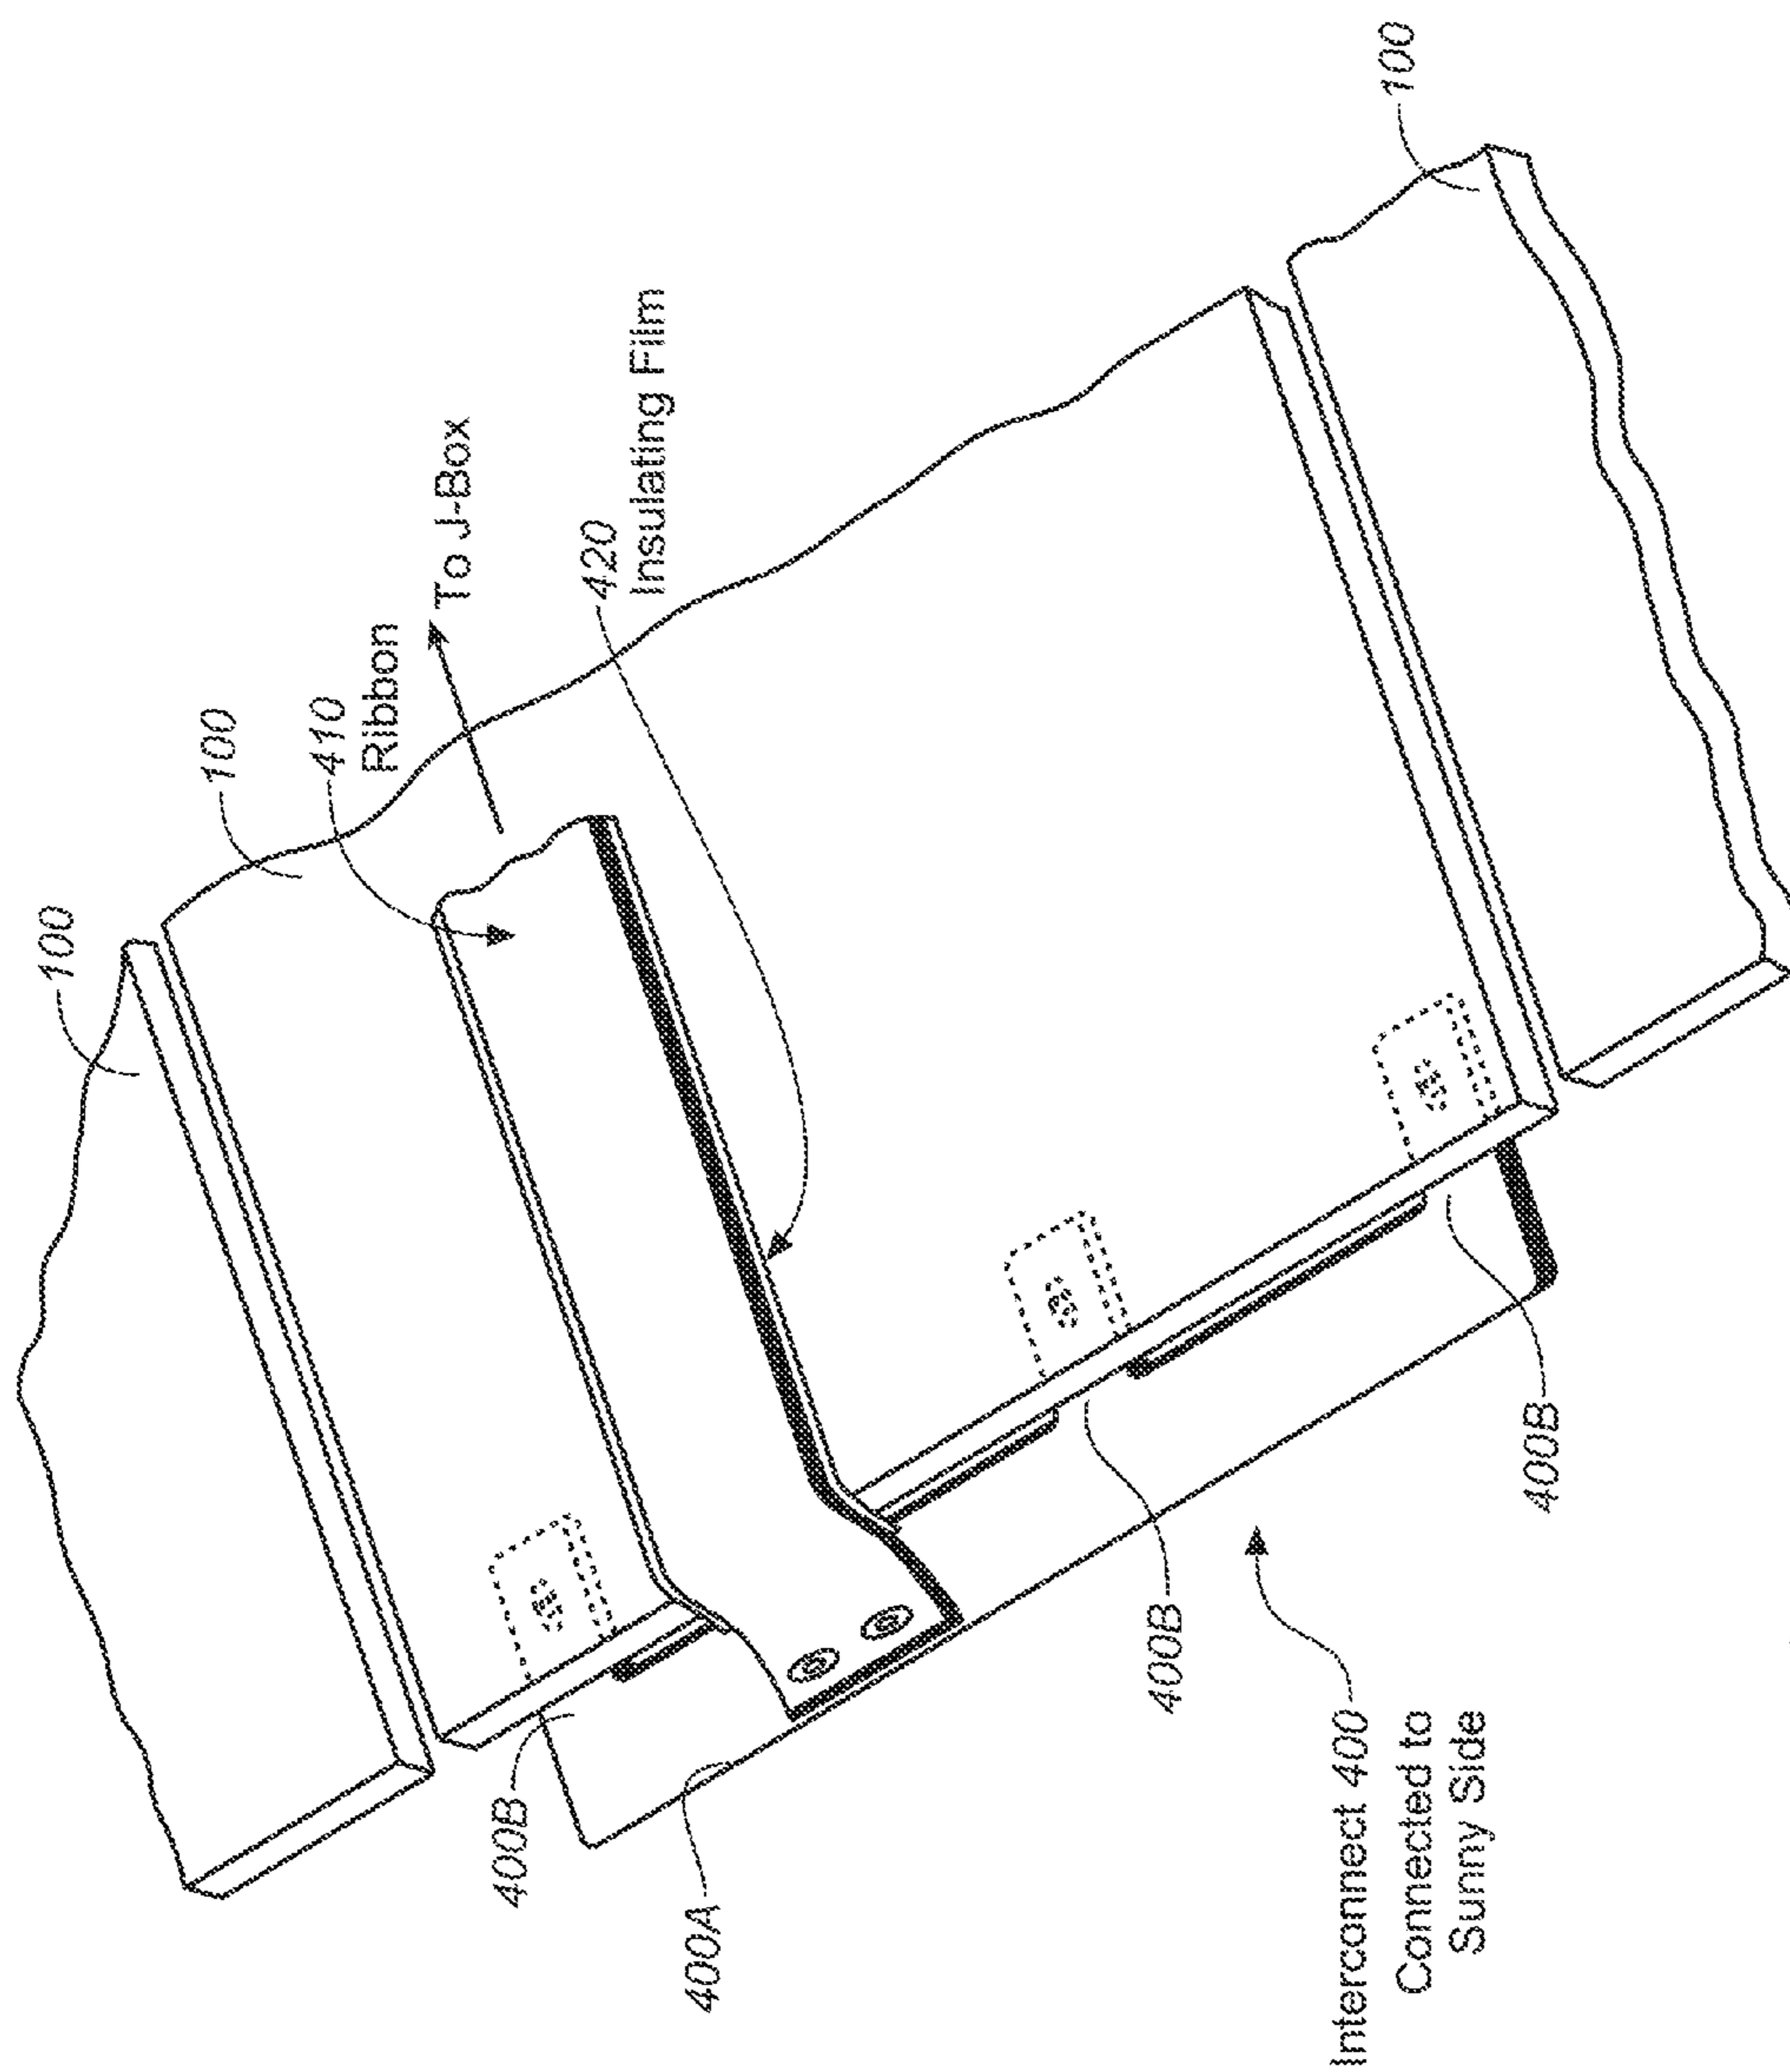 100
100
410
Ribbon
To J-Box
420
Insulating Film
100
400B
400A
400B
400B
Interconnect 400
Connected to
Sunny Side